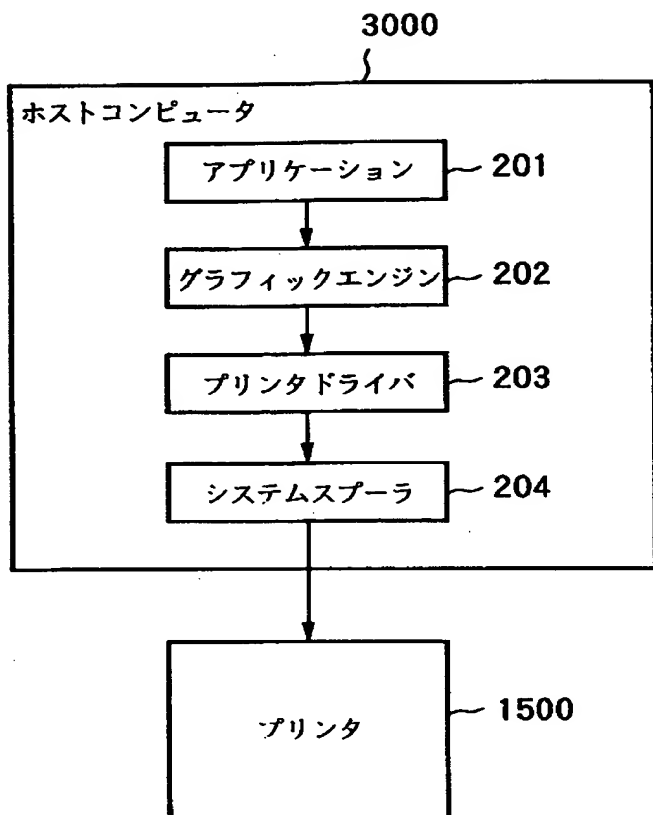 3000
ホストコンピュータ
アプリケーション 201
グラフィックエンジン 202
プリンタドライバ 203
システムスプーラ 204
プリンタ 1500